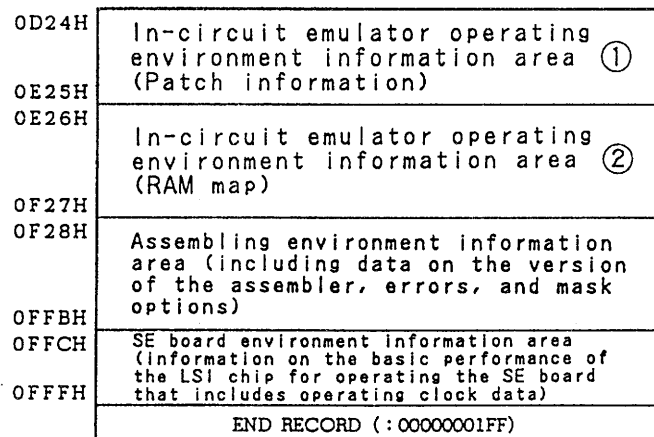 0D24H
In-circuit emulator operating
environment information area ①
(Patch information)
0E25H
0E26H
In-circuit emulator operating
environment information area ②
(RAM map)
0F27H
0F28H
Assembling environment information
area (including data on the version
of the assembler, errors, and mask
options)
0FFBH
0FFCH
SE board environment information area
(information on the basic performance of
the LSI chip for operating the SE board
that includes operating clock data)
0FFFH
END RECORD (:00000001FF)